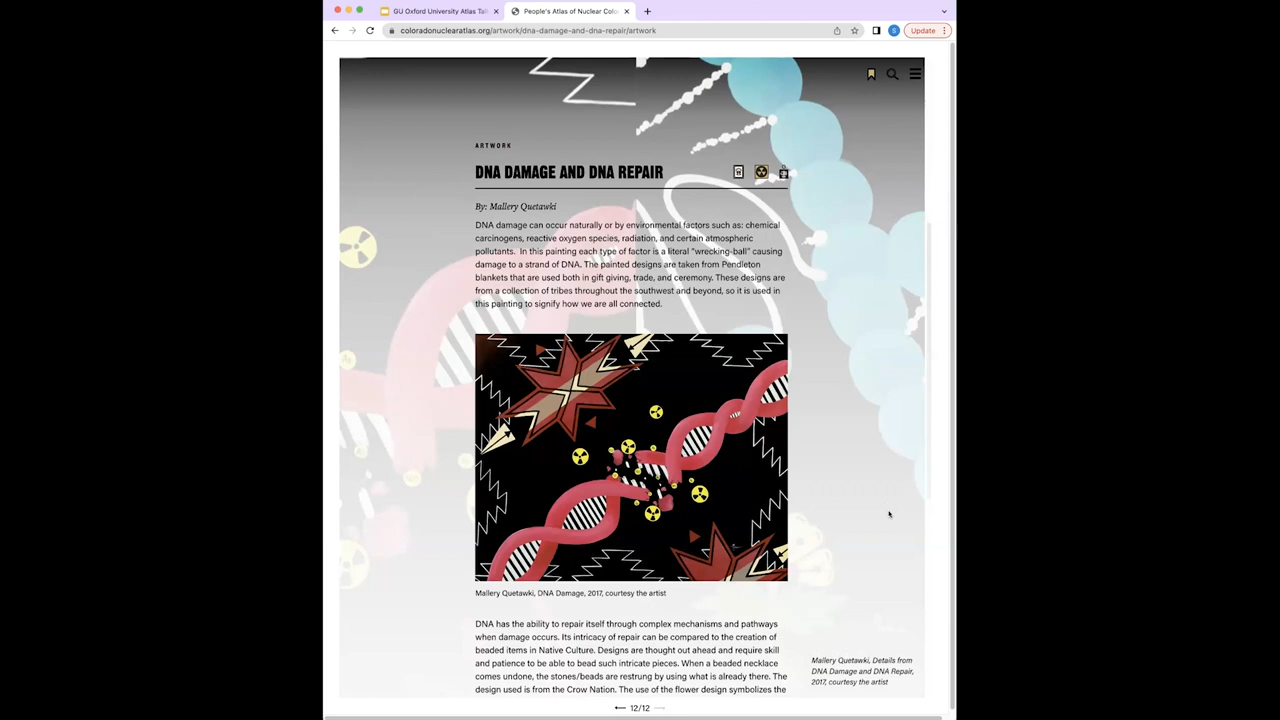 GU Oxford University Atlas Tal
People's Atlas of Nuclear Colo
coloradonuclearatlas.org/artwork/dna-damage-and-dna-repair/artwork
S
Update
ARTWORK
DNA DAMAGE AND DNA REPAIR
By: Mallery Quetawki
DNA damage can occur naturally or by environmental factors such as: chemical
carcinogens, reactive oxygen species, radiation, and certain atmospheric
pollutants. In this painting each type of factor is a literal “wrecking-ball” causing
damage to a strand of DNA. The painted designs are taken from Pendleton
blankets that are used both in gift giving, trade, and ceremony. These designs are
from a collection of tribes throughout the southwest and beyond, so it is used in
this painting to signify how we are all connected.
Mallery Quetawki, DNA Damage, 2017, courtesy the artist
DNA has the ability to repair itself through complex mechanisms and pathways
when damage occurs. Its intricacy of repair can be compared to the creation of
beaded items in Native Culture. Designs are thought out ahead and require skill
and patience to be able to bead such intricate pieces. When a beaded necklace
comes undone, the stones/beads are restrung by using what is already there. The
design used is from the Crow Nation. The use of the flower design symbolizes the
Mallery Quetawki, Details from
DNA Damage and DNA Repair,
2017, courtesy the artist
12/12